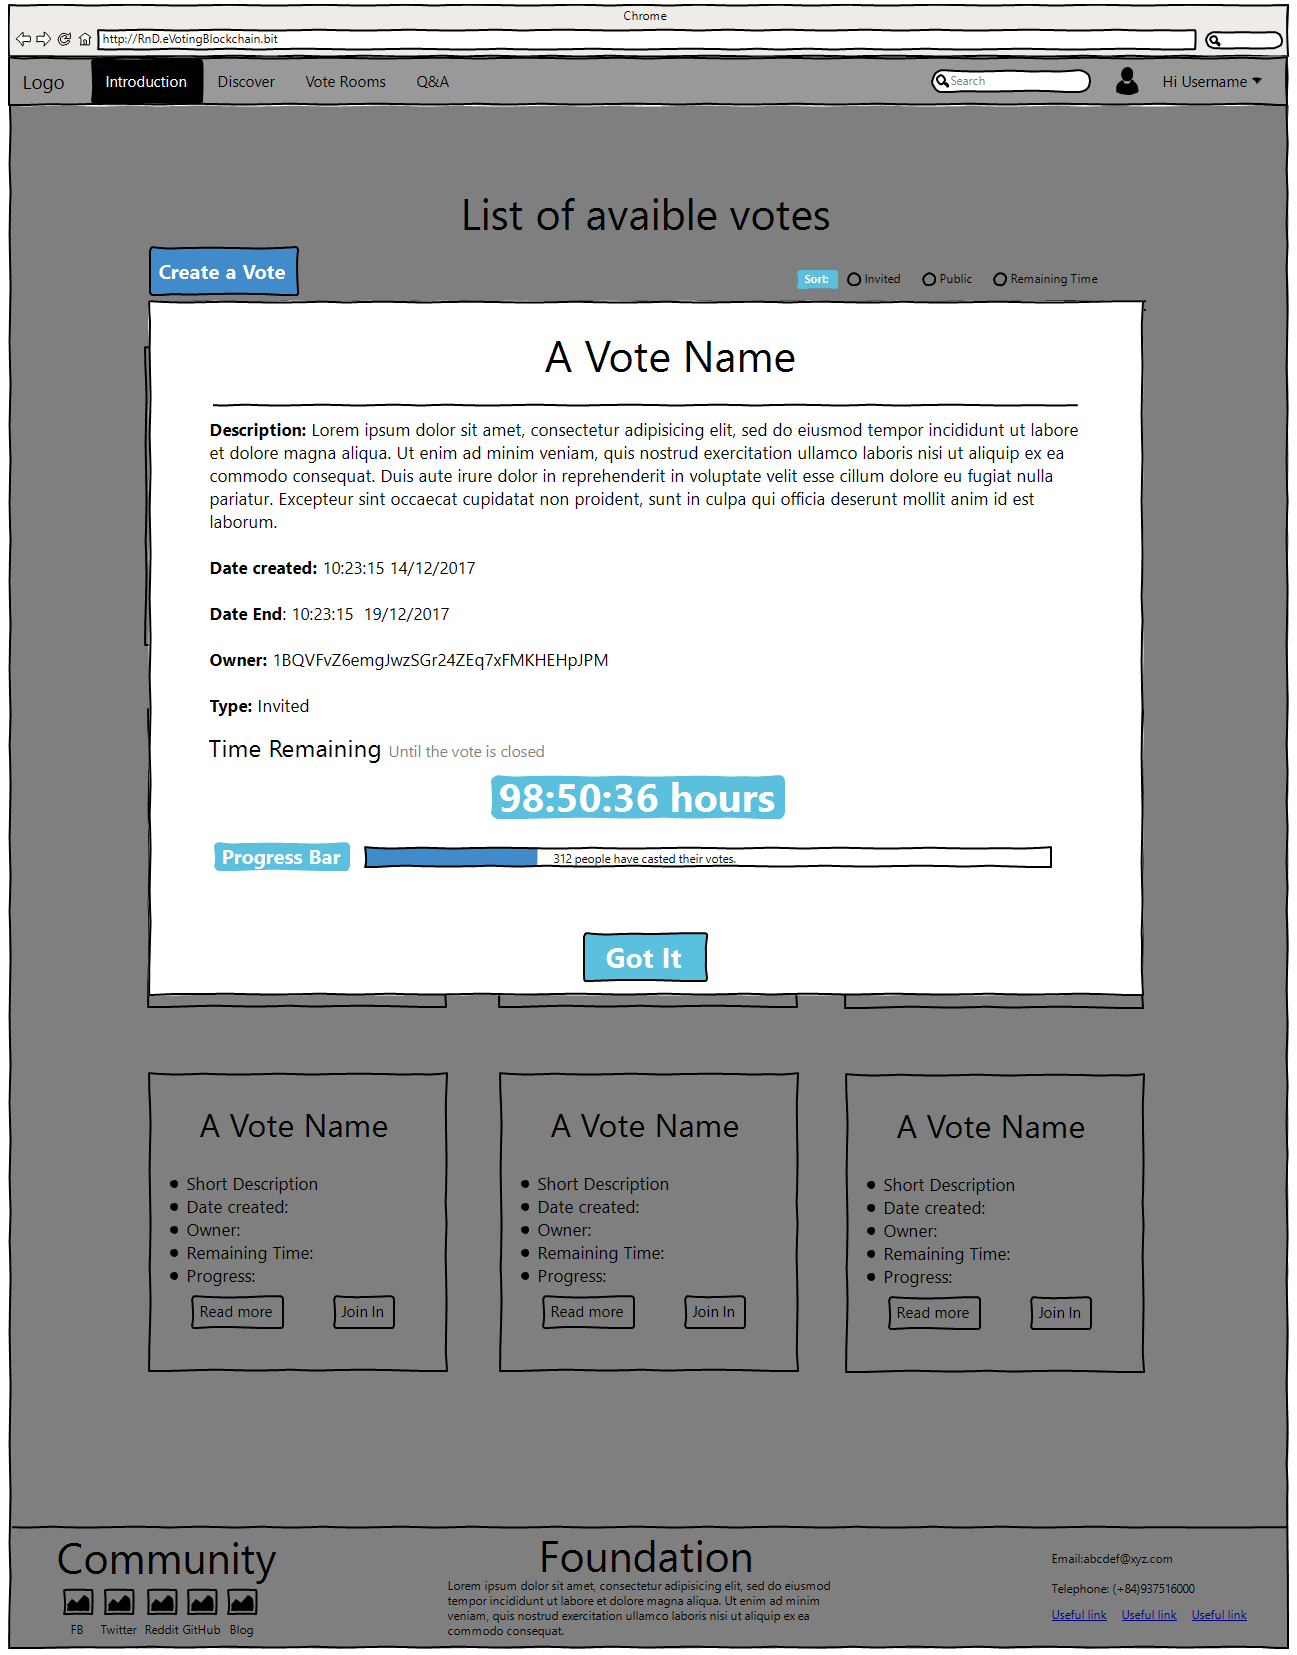 Chrome
http://RnD.eVotingBlockchain.bit
Logo Introduction Discover Vote Rooms Q&A Search Hi Username
List of avaible votes
Create a Vote
Sort: Invited Public Remaining Time
A Vote Name
Description: Lorem ipsum dolor sit amet, consectetur adipisicing elit, sed do eiusmod tempor incididunt ut labore
et dolore magna aliqua. Ut enim ad minim veniam, quis nostrud exercitation ullamco laboris nisi ut aliquip ex ea
commodo consequat. Duis aute irure dolor in reprehenderit in voluptate velit esse cillum dolore eu fugiat nulla
pariatur. Excepteur sint occaecat cupidatat non proident, sunt in culpa qui officia deserunt mollit anim id est
laborum.
Date created: 10:23:15 14/12/2017
Date End: 10:23:15  19/12/2017
Owner: 1BQVFvZ6emgJwzSGr24ZEq7xFMKHEHpJPM
Type: Invited
Time Remaining Until the vote is closed
98:50:36 hours
Progress Bar 312 people have casted their votes.
Got It
A Vote Name
Short Description
Date created:
Owner:
Remaining Time:
Progress:
Read more Join In
A Vote Name
Short Description
Date created:
Owner:
Remaining Time:
Progress:
Read more Join In
A Vote Name
Short Description
Date created:
Owner:
Remaining Time:
Progress:
Read more Join In
Community
FB Twitter Reddit GitHub Blog
Foundation
Lorem ipsum dolor sit amet, consectetur adipisicing elit, sed do eiusmod
tempor incididunt ut labore et dolore magna aliqua. Ut enim ad minim
veniam, quis nostrud exercitation ullamco laboris nisi ut aliquip ex ea
commodo consequat.
Email:abcdef@xyz.com
Telephone: (+84)937516000
Useful link Useful link Useful link